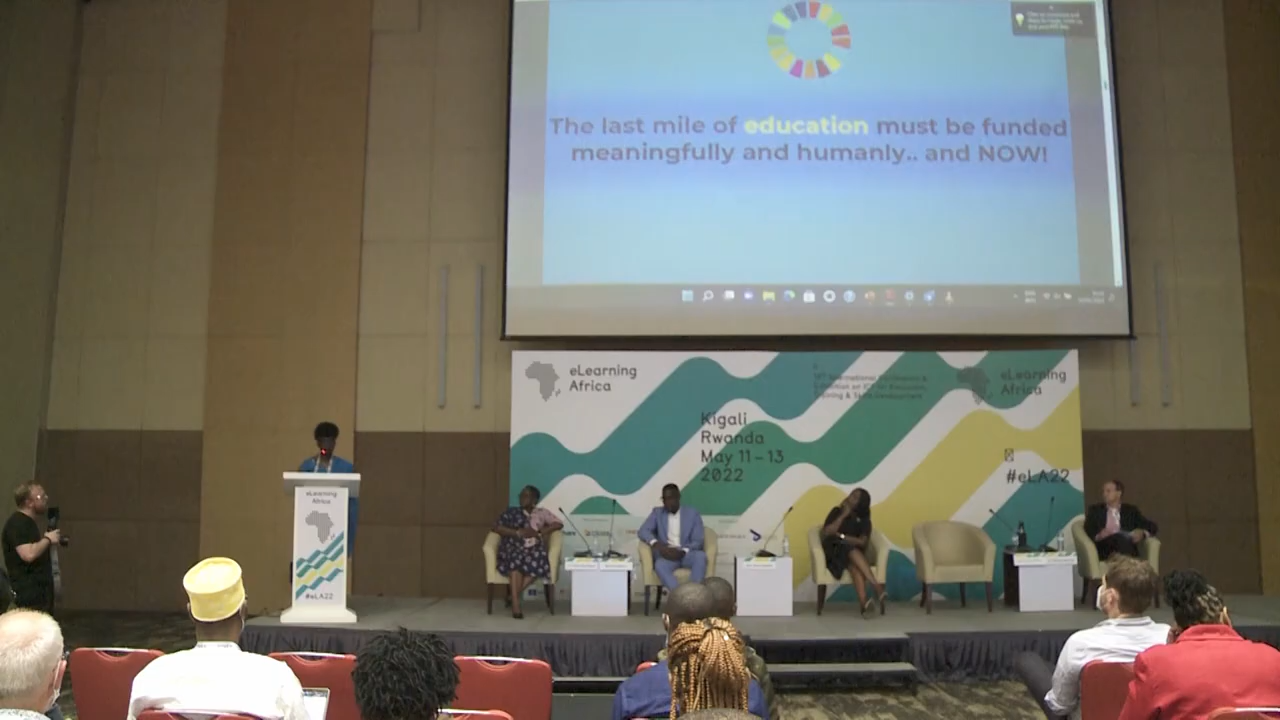 The last mile of education must be funded
meaningfully and humanly.. and NOW!
eLearning
Africa
Kigali
Rwanda
May 11 – 13
2022
eLearning
Africa
#eLA22
eLearning
Africa
#eLA22